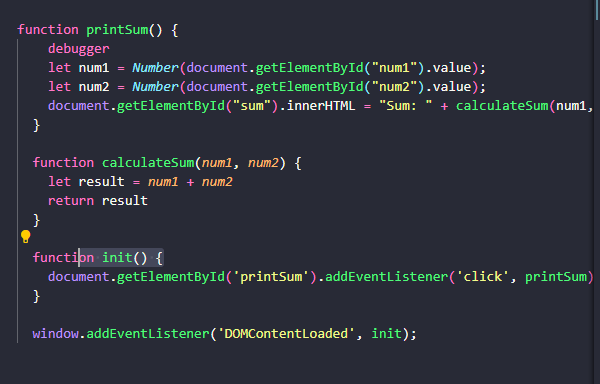 function printSum() {
debugger
let num1 = Number(document.getElementById("num1").value);
let num2 = Number(document.getElementById("num2").value);
document.getElementById("sum").innerHTML = "Sum: " + calculateSum(num1,
}
function calculateSum(num1, num2) {
let result = num1 + num2
return result
}
function init() {
document.getElementById('printSum').addEventListener('click', printSum)
}
window.addEventListener('DOMContentLoaded', init);